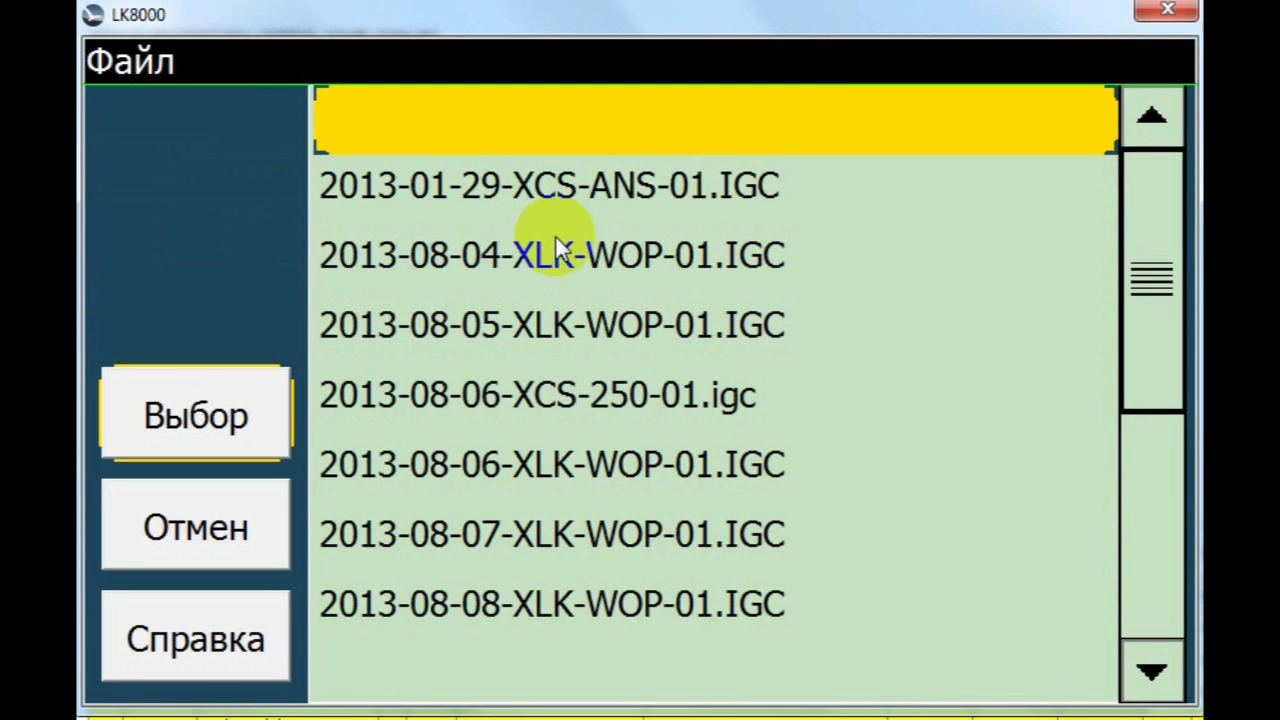 LK8000
Файл
2013-01-29-XCS-ANS-01.IGC
2013-08-04-XLK-WOP-01.IGC
2013-08-05-XLK-WOP-01.IGC
2013-08-06-XCS-250-01.igc
2013-08-06-XLK-WOP-01.IGC
2013-08-07-XLK-WOP-01.IGC
2013-08-08-XLK-WOP-01.IGC
Выбор
Отмен
Справка